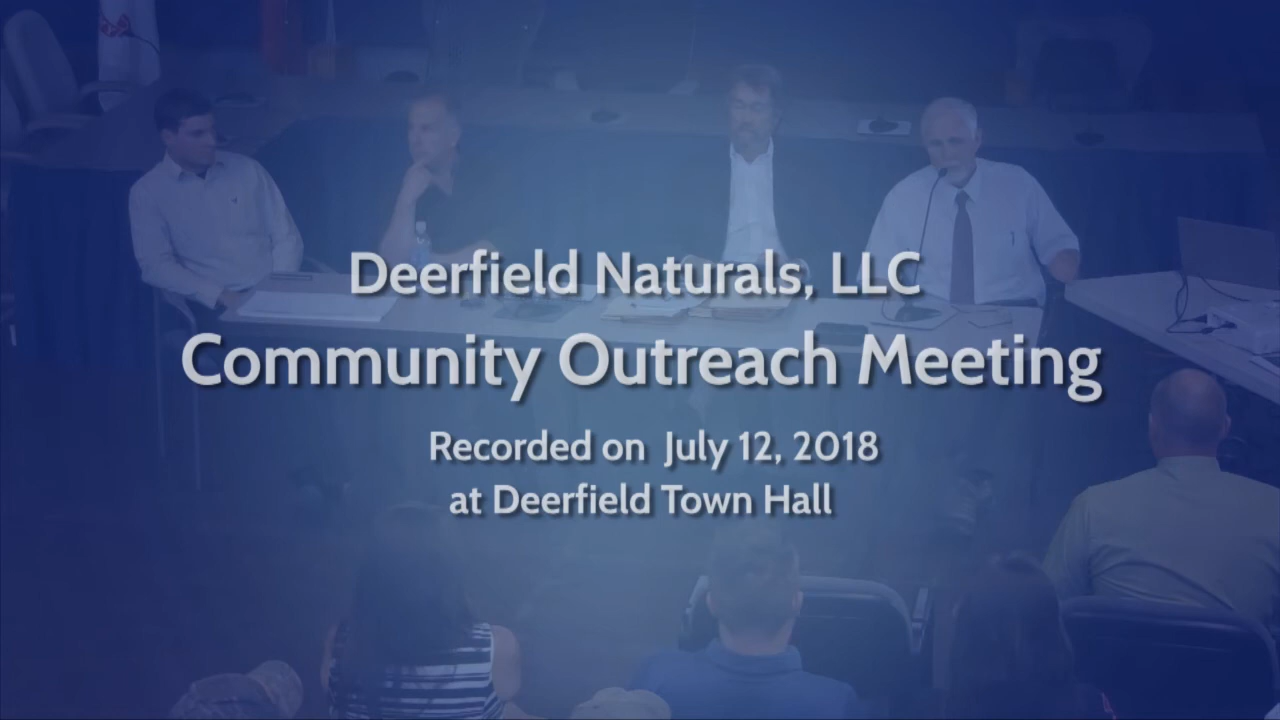 Deerfield Naturals, LLC
Community Outreach Meeting
Recorded on July 12, 2018
at Deerfield Town Hall